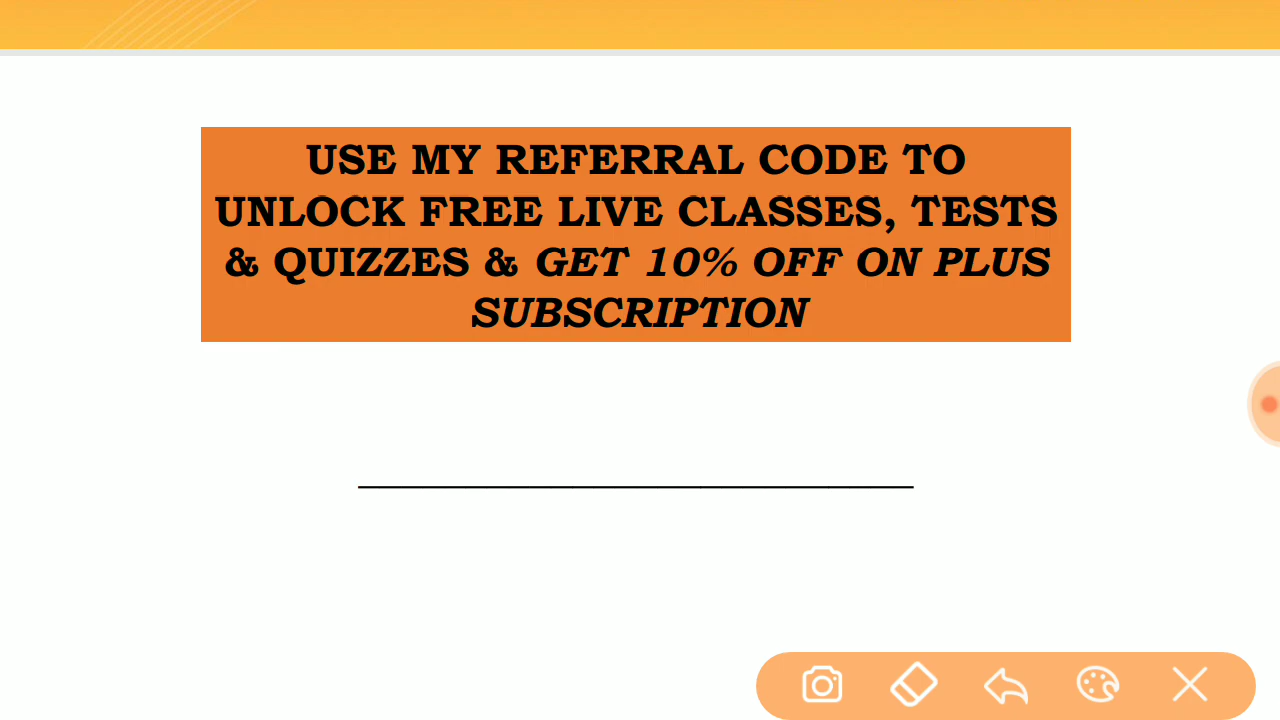 USE MY REFERRAL CODE TO
UNLOCK FREE LIVE CLASSES, TESTS
& QUIZZES & GET 10% OFF ON PLUS
SUBSCRIPTION